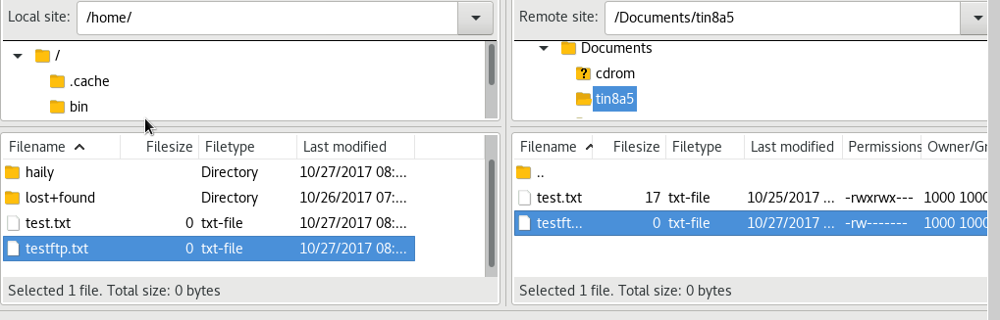 Local site: /home/
/
.cache
bin
Filename Filesize Filetype Last modified
haily Directory 10/27/2017 08:...
lost+found Directory 10/26/2017 07:...
test.txt 0 txt-file 10/27/2017 08:...
testftp.txt 0 txt-file 10/27/2017 08:...
Selected 1 file. Total size: 0 bytes
Remote site: /Documents/tin8a5
Documents
? cdrom
tin8a5
Filename Filesize Filetype Last modified Permissions Owner/Gr
..
test.txt 17 txt-file 10/25/2017 ... -rwxrwx--- 1000 1000
testft... 0 txt-file 10/27/2017 ... -rw------- 1000 1000
Selected 1 file. Total size: 0 bytes